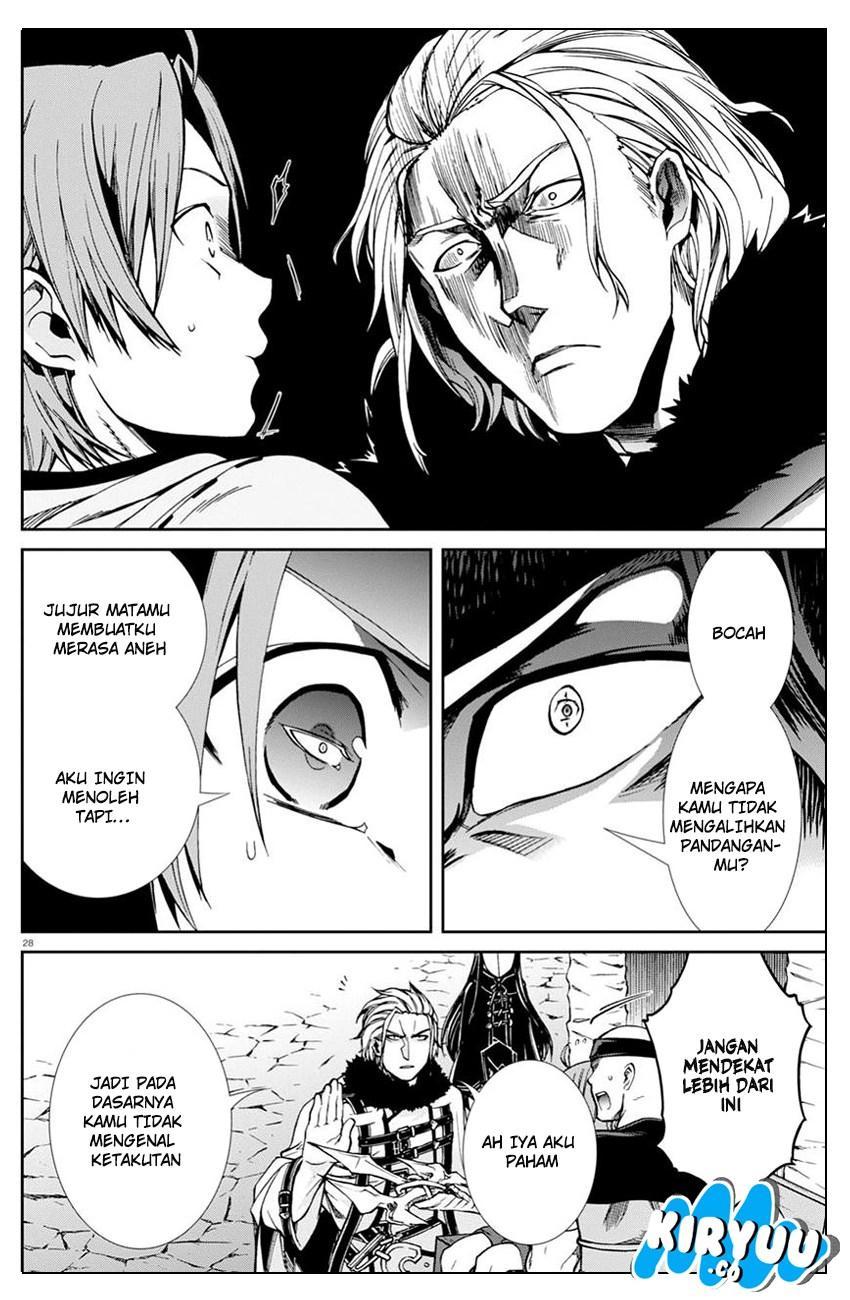 BOCAH
MENGAPA
KAMU TIDAK
MENGALIHKAN
PANDANGAN-
MU?
JUJUR MATAMU
MEMBUATKU
MERASA ANEH
AKU INGIN
MENOLEH
TAPI...
28
JANGAN
MENDEKAT
LEBIH DARI
INI
AH IYA AKU
PAHAM
JADI PADA
DASARNYA
KAMU TIDAK
MENGENAL
KETAKUTAN
KIRYUU
.CO